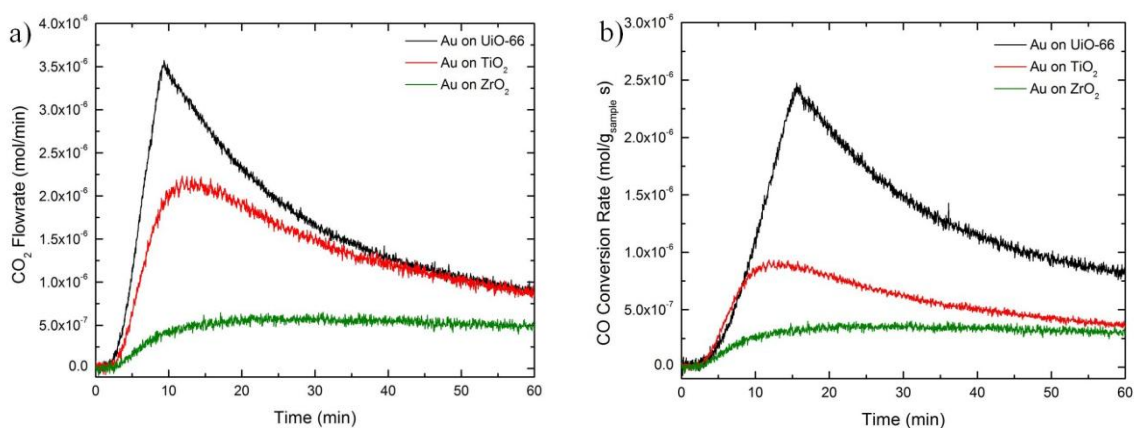 a)
Au on UiO-66
Au on TiO₂
Au on ZrO₂
CO₂ Flowrate (mol/min)
4.0x10⁻⁶
3.5x10⁻⁶
3.0x10⁻⁶
2.5x10⁻⁶
2.0x10⁻⁶
1.5x10⁻⁶
1.0x10⁻⁶
5.0x10⁻⁷
0.0
0 10 20 30 40 50 60
Time (min)
b)
Au on UiO-66
Au on TiO₂
Au on ZrO₂
CO Conversion Rate (mol/g_sample s)
3.0x10⁻⁶
2.5x10⁻⁶
2.0x10⁻⁶
1.5x10⁻⁶
1.0x10⁻⁶
5.0x10⁻⁷
0.0
0 10 20 30 40 50 60
Time (min)